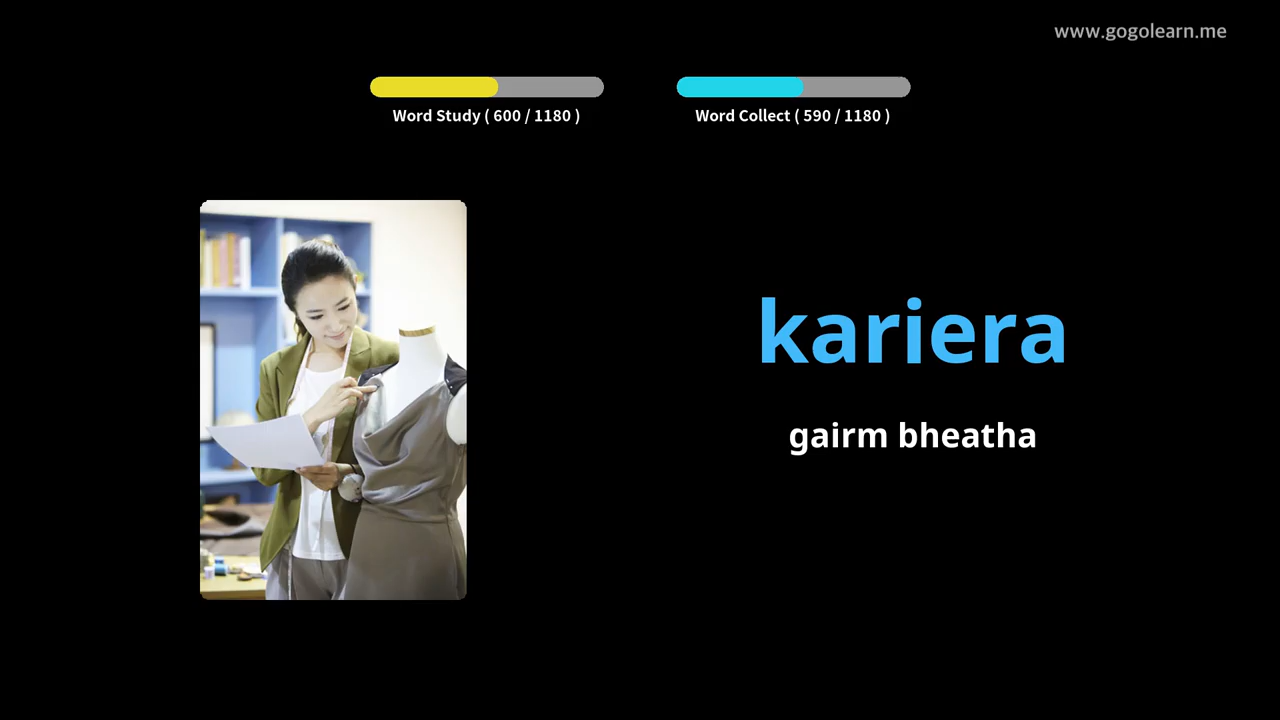 www.gogolearn.me
Word Study ( 600 / 1180 )
Word Collect ( 590 / 1180 )
kariera
gairm bheatha